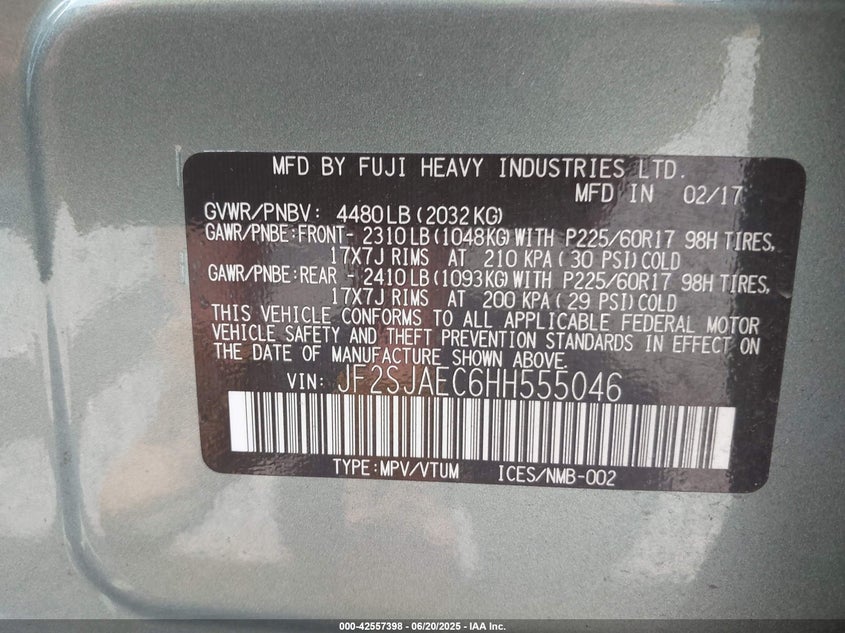 MFD BY FUJI HEAVY INDUSTRIES LTD.
MFD IN 02/17
GVWR/PNBV: 4480LB(2032KG)
GAWR/PNBE:FRONT- 2310LB(1048KG)WITH P225/60R17 98H TIRES,
17X7J RIMS AT 210 KPA(30 PSI)COLD
GAWR/PNBE:REAR - 2410LB(1093KG)WITH P225/60R17 98H TIRES,
17X7J RIMS AT 200 KPA(29 PSI)COLD
THIS VEHICLE CONFORMS TO ALL APPLICABLE FEDERAL MOTOR
VEHICLE SAFETY AND THEFT PREVENTION STANDARDS IN EFFECT ON
THE DATE OF MANUFACTURE SHOWN ABOVE.
VIN: JF2SJAEC6HH555046
TYPE:MPV/VTUM ICES/NMB-002
000-42557398 - 06/20/2025 - IAA Inc.